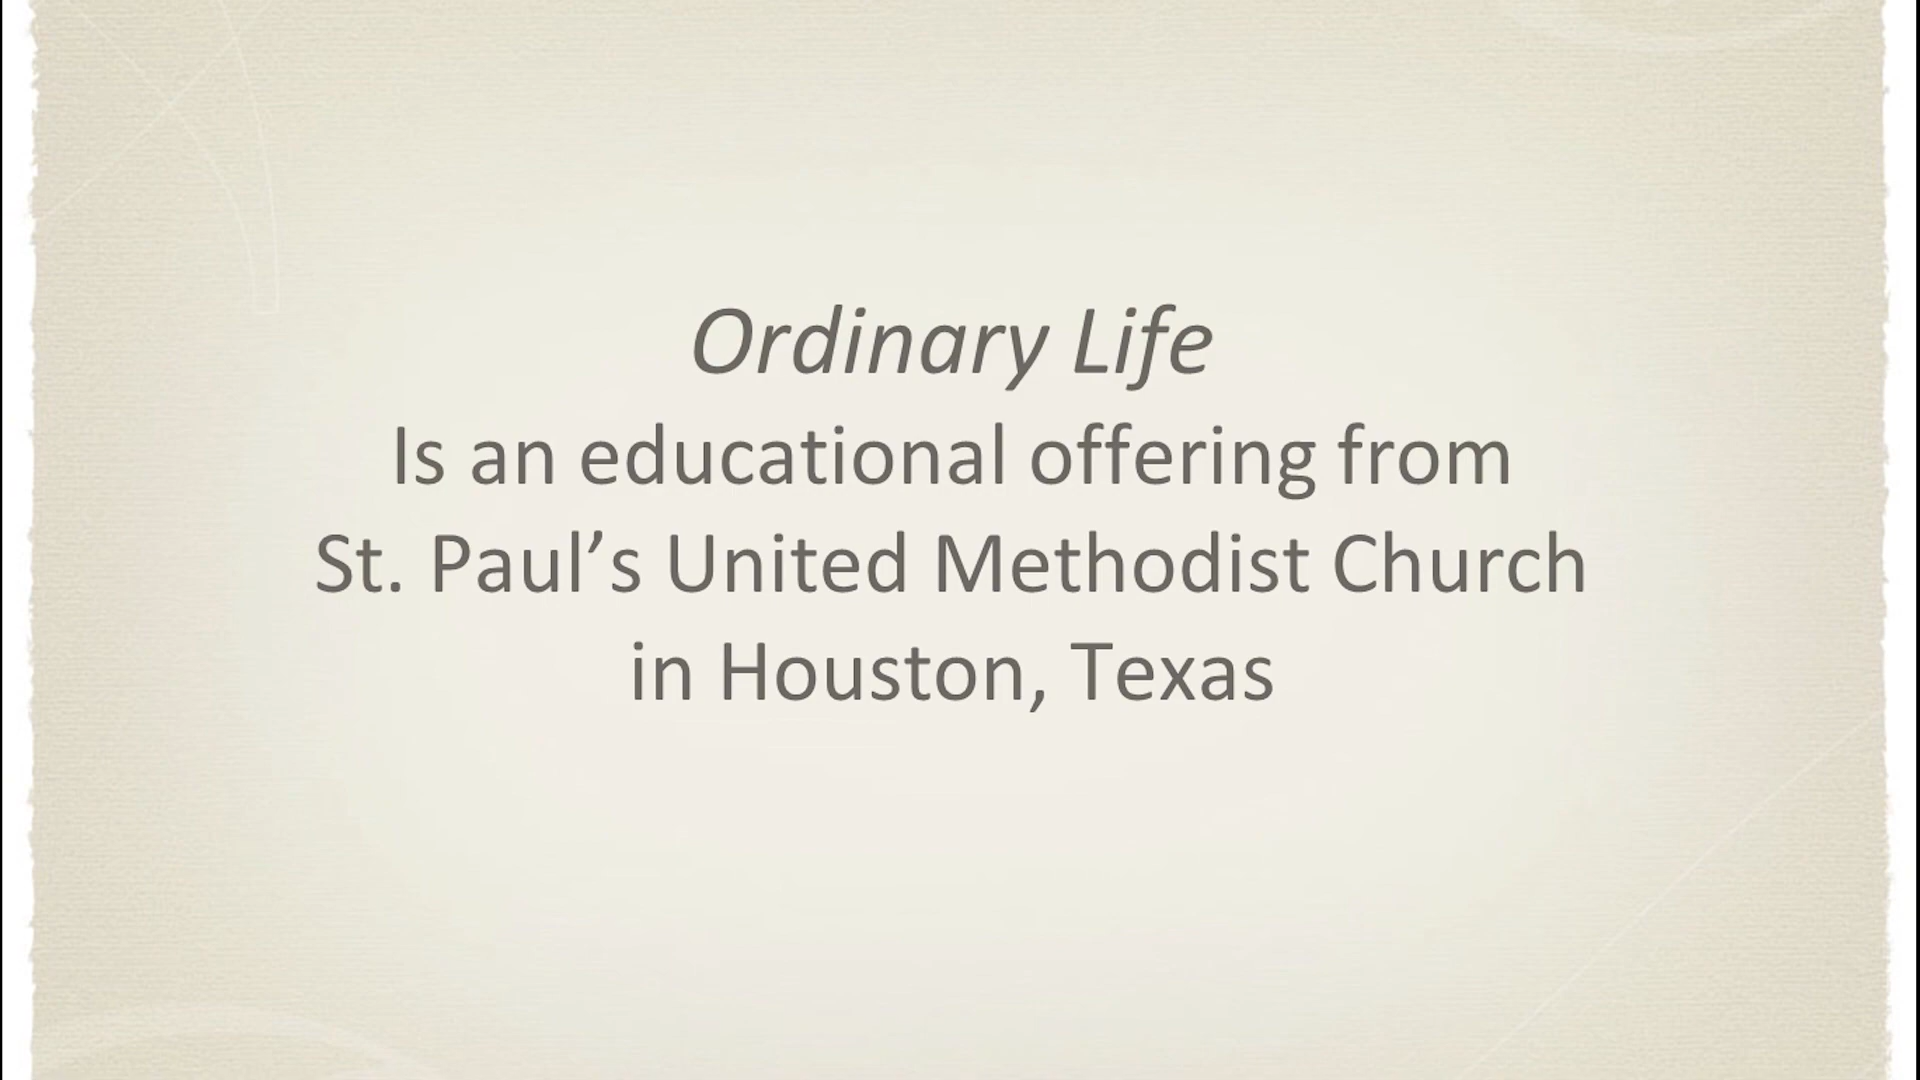 Ordinary Life
Is an educational offering from
St. Paul’s United Methodist Church
in Houston, Texas